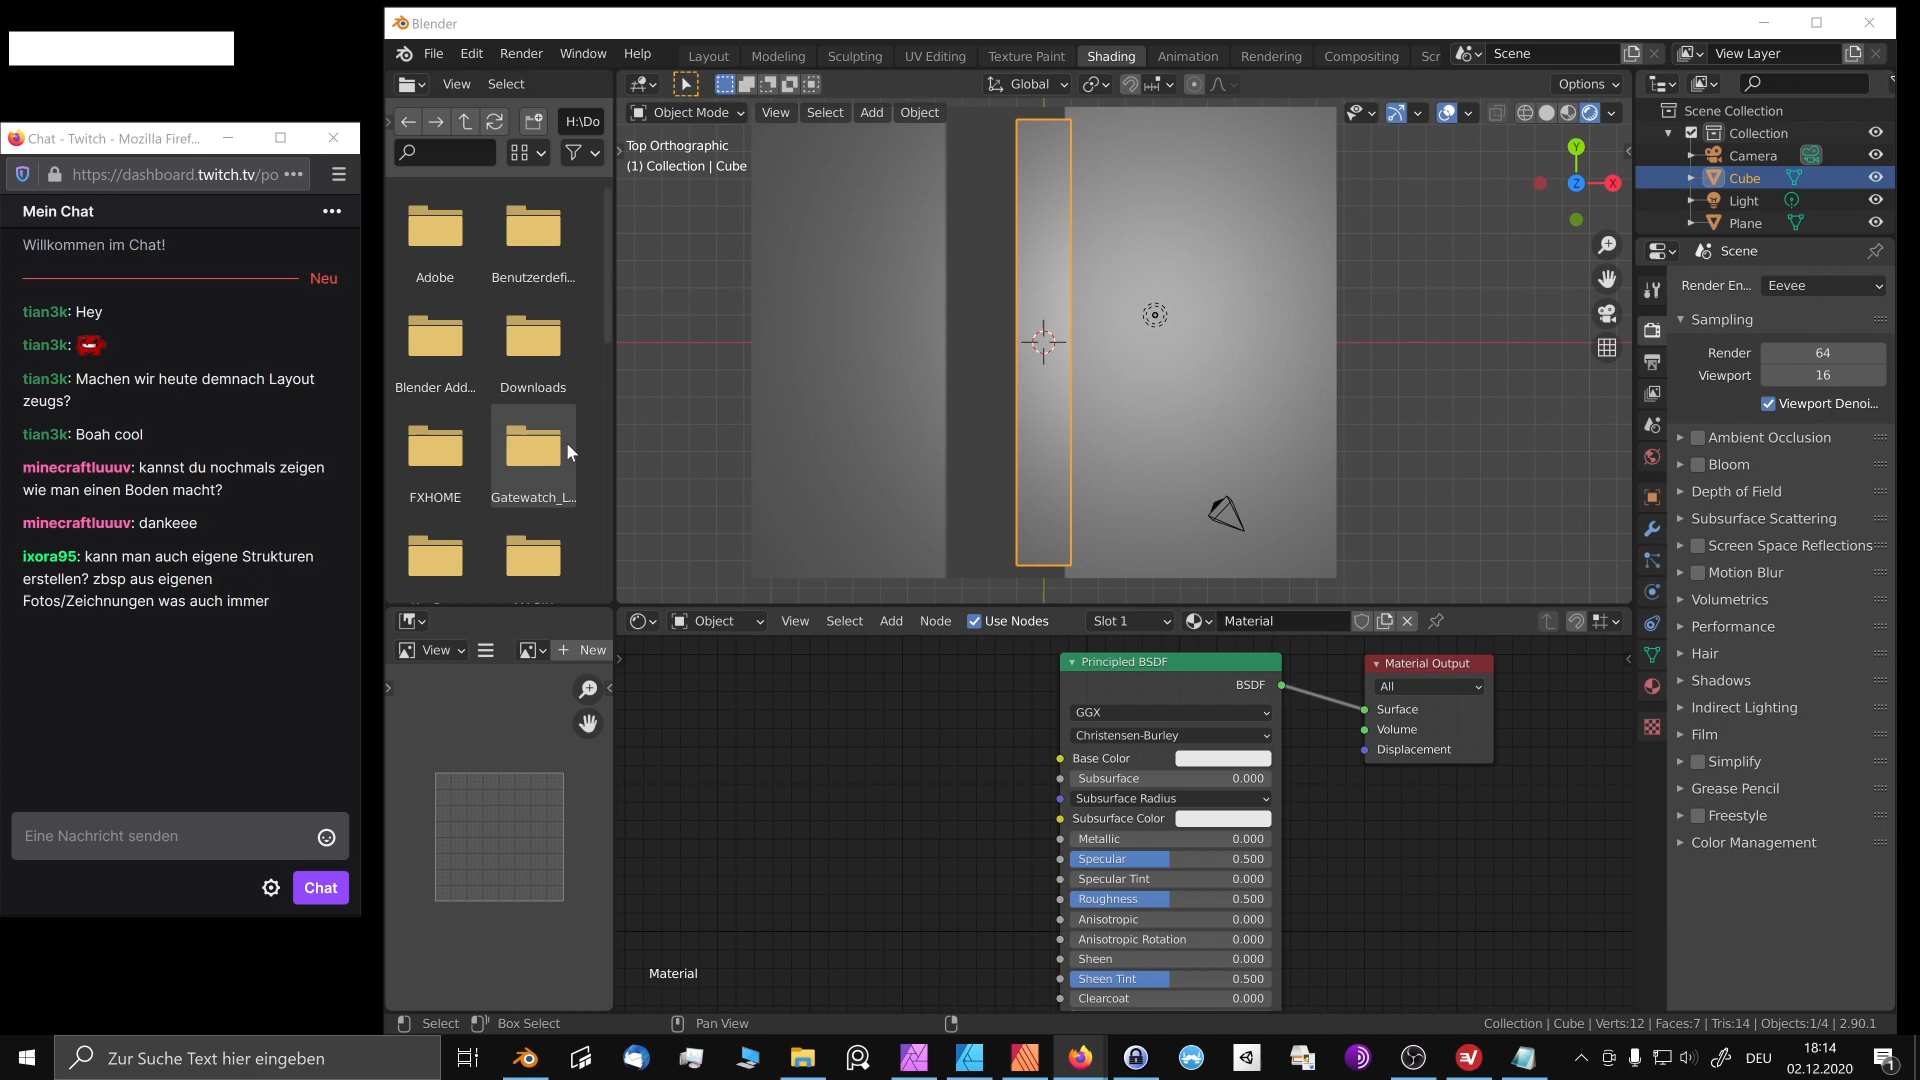 Chat - Twitch - Mozilla Firef...
https://dashboard.twitch.tv/po
Mein Chat
Willkommen im Chat!
Neu
tian3k: Hey
tian3k:
tian3k: Machen wir heute demnach Layout
zeugs?
tian3k: Boah cool
minecraftluuuv: kannst du nochmals zeigen
wie man einen Boden macht?
minecraftluuuv: dankeee
ixora95: kann man auch eigene Strukturen
erstellen? zbsp aus eigenen
Fotos/Zeichnungen was auch immer
Eine Nachricht senden
Chat
Blender
File Edit Render Window Help
Layout Modeling Sculpting UV Editing Texture Paint Shading Animation Rendering Compositing Scr
Scene
View Layer
View Select
H:\Do
Adobe
Benutzerdefi...
Blender Add...
Downloads
FXHOME
Gatewatch_L...
Global
Options
Object Mode View Select Add Object
Top Orthographic
(1) Collection | Cube
Y
Z
X
Scene Collection
Collection
Camera
Cube
Light
Plane
Scene
Render En... Eevee
Sampling
Render 64
Viewport 16
Viewport Denoi...
Ambient Occlusion
Bloom
Depth of Field
Subsurface Scattering
Screen Space Reflections
Motion Blur
Volumetrics
Performance
Hair
Shadows
Indirect Lighting
Film
Simplify
Grease Pencil
Freestyle
Color Management
View
New
Object View Select Add Node Use Nodes Slot 1 Material
Principled BSDF
BSDF
GGX
Christensen-Burley
Base Color
Subsurface 0.000
Subsurface Radius
Subsurface Color
Metallic 0.000
Specular 0.500
Specular Tint 0.000
Roughness 0.500
Anisotropic 0.000
Anisotropic Rotation 0.000
Sheen 0.000
Sheen Tint 0.500
Clearcoat 0.000
Material Output
All
Surface
Volume
Displacement
Material
Select Box Select Pan View
Collection | Cube | Verts:12 | Faces:7 | Tris:14 | Objects:1/4 | 2.90.1
Zur Suche Text hier eingeben
DEU
18:14
02.12.2020
1